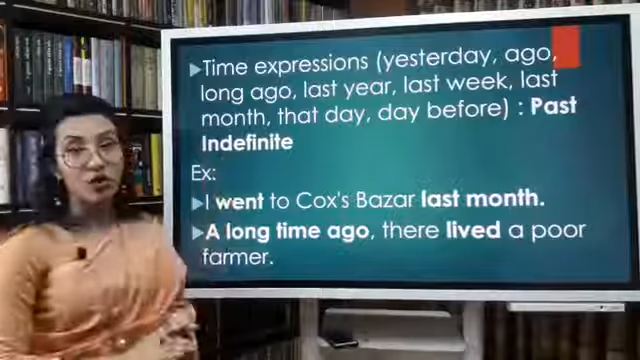 ▶Time expressions (yesterday, ago,
long ago, last year, last week, last
month, that day, day before) : Past
Indefinite
Ex:
▶I went to Cox's Bazar last month.
▶A long time ago, there lived a poor
farmer.